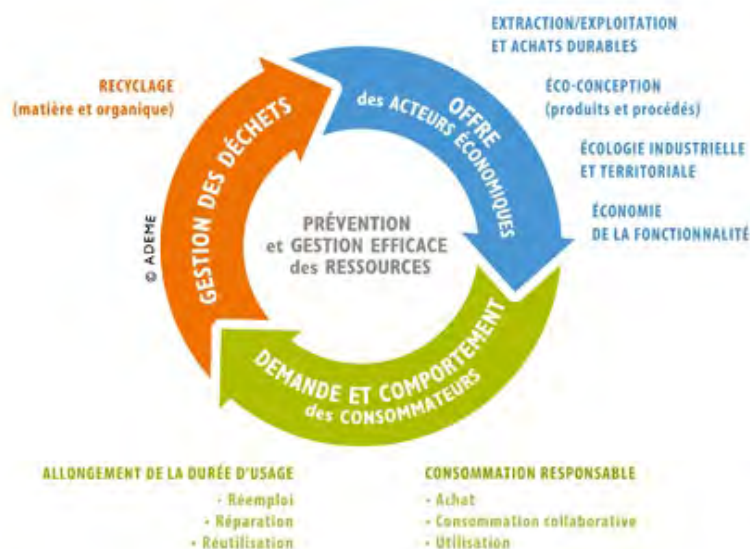 EXTRACTION/EXPLOITATION
ET ACHATS DURABLES
RECYCLAGE
(matière et organique)
ÉCO-CONCEPTION
(produits et procédés)
ÉCOLOGIE INDUSTRIELLE
ET TERRITORIALE
ÉCONOMIE
DE LA FONCTIONNALITÉ
OFFRE
des ACTEURS ÉCONOMIQUES
GESTION DES DÉCHETS
© ADEME
PRÉVENTION
et GESTION EFFICACE
des RESSOURCES
DEMANDE ET COMPORTEMENT
des CONSOMMATEURS
ALLONGEMENT DE LA DURÉE D'USAGE
- Réemploi
- Réparation
- Réutilisation
CONSOMMATION RESPONSABLE
- Achat
- Consommation collaborative
- Utilisation